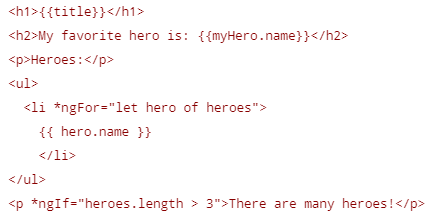 <h1>{{title}}</h1>
<h2>My favorite hero is: {{myHero.name}}</h2>
<p>Heroes:</p>
<ul>
  <li *ngFor="let hero of heroes">
    {{ hero.name }}
    </li>
</ul>
<p *ngIf="heroes.length > 3">There are many heroes!</p>